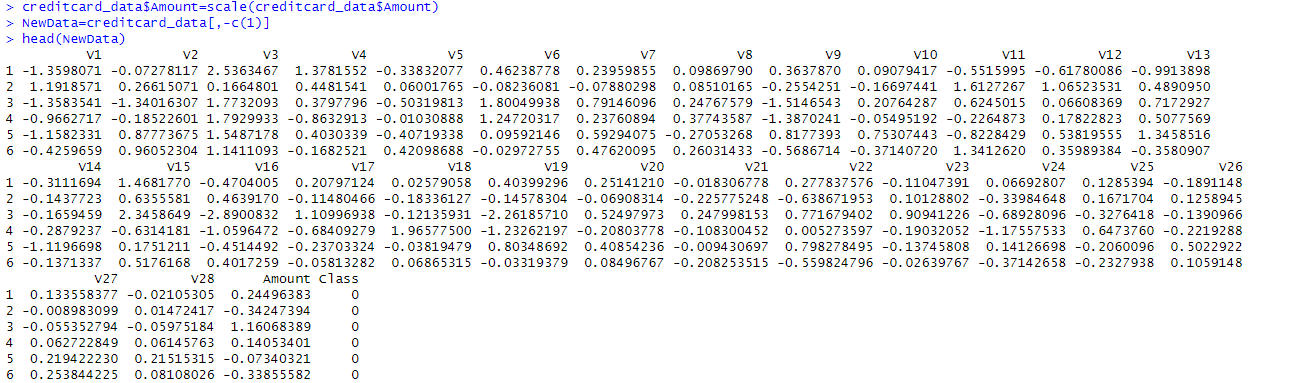 > creditcard_data$Amount=scale(creditcard_data$Amount)
> NewData=creditcard_data[,-c(1)]
> head(NewData)
V1 V2 V3 V4 V5 V6 V7 V8 V9 V10 V11 V12 V13
1 -1.3598071 -0.07278117 2.5363467 1.3781552 -0.33832077 0.46238778 0.23959855 0.09869790 0.3637870 0.09079417 -0.5515995 -0.61780086 -0.9913898
2 1.1918571 0.26615071 0.1664801 0.4481541 0.06001765 -0.08236081 -0.07880298 0.08510165 -0.2554251 -0.16697441 1.6127267 1.06523531 0.4890950
3 -1.3583541 -1.34016307 1.7732093 0.3797796 -0.50319813 1.80049938 0.79146096 0.24767579 -1.5146543 0.20764287 0.6245015 0.06608369 0.7172927
4 -0.9662717 -0.18522601 1.7929933 -0.8632913 -0.01030888 1.24720317 0.23760894 0.37743587 -1.3870241 -0.05495192 -0.2264873 0.17822823 0.5077569
5 -1.1582331 0.87773675 1.5487178 0.4030339 -0.40719338 0.09592146 0.59294075 -0.27053268 0.8177393 0.75307443 -0.8228429 0.53819555 1.3458516
6 -0.4259659 0.96052304 1.1411093 -0.1682521 0.42098688 -0.02972755 0.47620095 0.26031433 -0.5686714 -0.37140720 1.3412620 0.35989384 -0.3580907
V14 V15 V16 V17 V18 V19 V20 V21 V22 V23 V24 V25 V26
1 -0.3111694 1.4681770 -0.4704005 0.20797124 0.02579058 0.40399296 0.25141210 -0.018306778 0.277837576 -0.11047391 0.06692807 0.1285394 -0.1891148
2 -0.1437723 0.6355581 0.4639170 -0.11480466 -0.18336127 -0.14578304 -0.06908314 -0.225775248 -0.638671953 0.10128802 -0.33984648 0.1671704 0.1258945
3 -0.1659459 2.3458649 -2.8900832 1.10996938 -0.12135931 -2.26185710 0.52497973 0.247998153 0.771679402 0.90941226 -0.68928096 -0.3276418 -0.1390966
4 -0.2879237 -0.6314181 -1.0596472 -0.68409279 1.96577500 -1.23262197 -0.20803778 -0.108300452 0.005273597 -0.19032052 -1.17557533 0.6473760 -0.2219288
5 -1.1196698 0.1751211 -0.4514492 -0.23703324 -0.03819479 0.80348692 0.40854236 -0.009430697 0.798278495 -0.13745808 0.14126698 -0.2060096 0.5022922
6 -0.1371337 0.5176168 0.4017259 -0.05813282 0.06865315 -0.03319379 0.08496767 -0.208253515 -0.559824796 -0.02639767 -0.37142658 -0.2327938 0.1059148
V27 V28 Amount Class
1 0.133558377 -0.02105305 0.24496383 0
2 -0.008983099 0.01472417 -0.34247394 0
3 -0.055352794 -0.05975184 1.16068389 0
4 0.062722849 0.06145763 0.14053401 0
5 0.219422230 0.21515315 -0.07340321 0
6 0.253844225 0.08108026 -0.33855582 0